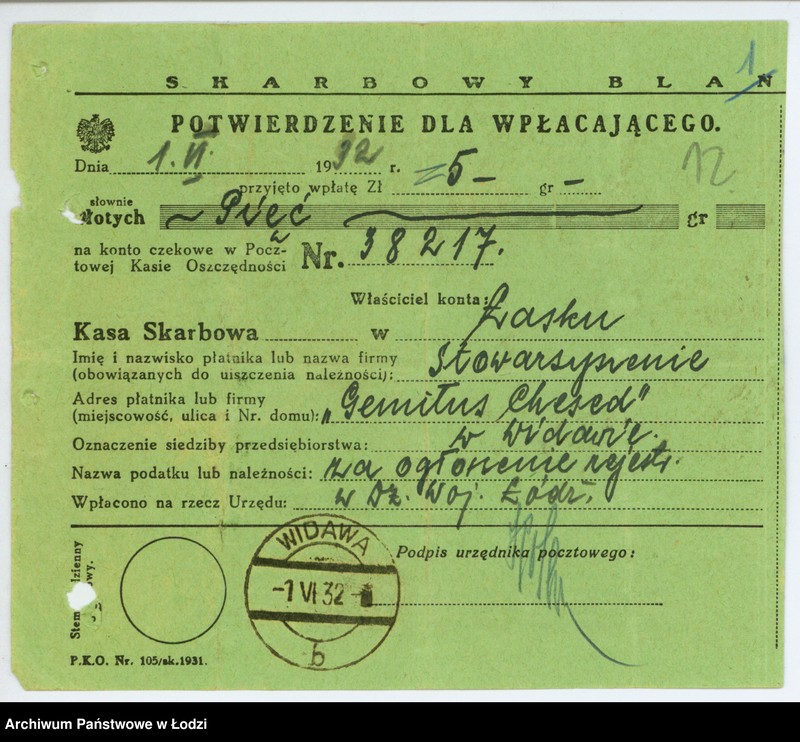 SKARBOWY BLAN
1
POTWIERDZENIE DLA WPŁACAJĄCEGO.
Dnia 1.VI. 1932 r.
12
przyjęto wpłatę Zł =5- gr -
słownie
złotych ~ Pięć gr
na konto czekowe w Pocz-
towej Kasie Oszczędności Nr. 38217.
Właściciel konta:
Kasa Skarbowa w Łasku
Imię i nazwisko płatnika lub nazwa firmy
(obowiązanych do uiszczenia należności): Stowarzyszenie
Adres płatnika lub firmy
(miejscowość, ulica i Nr. domu): "Gemiłus Chesed"
Oznaczenie siedziby przedsiębiorstwa: w Widawie.
Nazwa podatku lub należności: za ogłoszenie rejestr.
Wpłacono na rzecz Urzędu: w Dz. Woj. Łódz.
Podpis urzędnika pocztowego:
WIDAWA
-1 VI 32-
b
P.K.O. Nr. 105/sk.1931.
Archiwum Państwowe w Łodzi